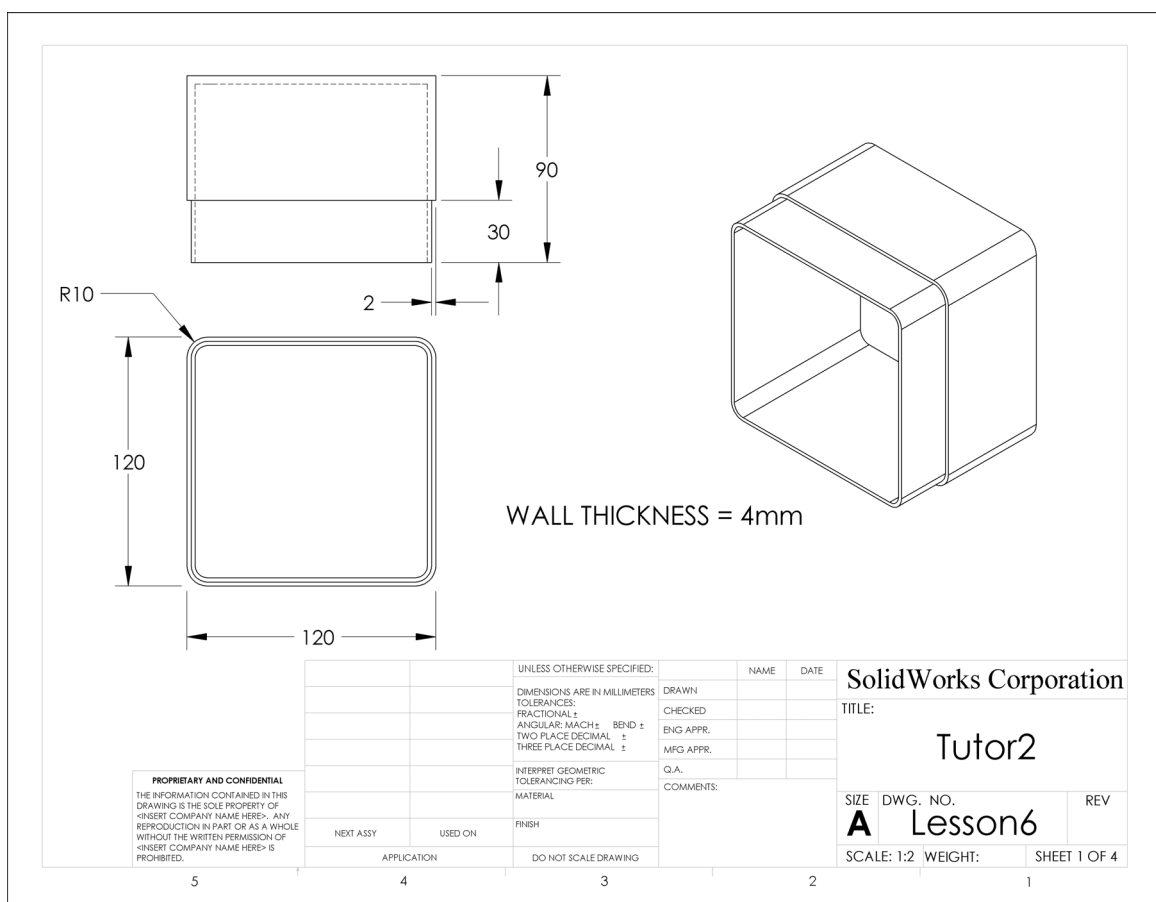 90
30
2
R10
120
120
WALL THICKNESS = 4mm
UNLESS OTHERWISE SPECIFIED:
DIMENSIONS ARE IN MILLIMETERS
TOLERANCES:
FRACTIONAL ±
ANGULAR: MACH ± BEND ±
TWO PLACE DECIMAL ±
THREE PLACE DECIMAL ±
INTERPRET GEOMETRIC
TOLERANCING PER:
MATERIAL
FINISH
DO NOT SCALE DRAWING
NAME DATE
DRAWN
CHECKED
ENG APPR.
MFG APPR.
Q.A.
COMMENTS:
SolidWorks Corporation
TITLE:
Tutor2
SIZE DWG. NO. REV
A Lesson6
SCALE: 1:2 WEIGHT: SHEET 1 OF 4
PROPRIETARY AND CONFIDENTIAL
THE INFORMATION CONTAINED IN THIS
DRAWING IS THE SOLE PROPERTY OF
<INSERT COMPANY NAME HERE>. ANY
REPRODUCTION IN PART OR AS A WHOLE
WITHOUT THE WRITTEN PERMISSION OF
<INSERT COMPANY NAME HERE> IS
PROHIBITED.
NEXT ASSY USED ON
APPLICATION
5 4 3 2 1